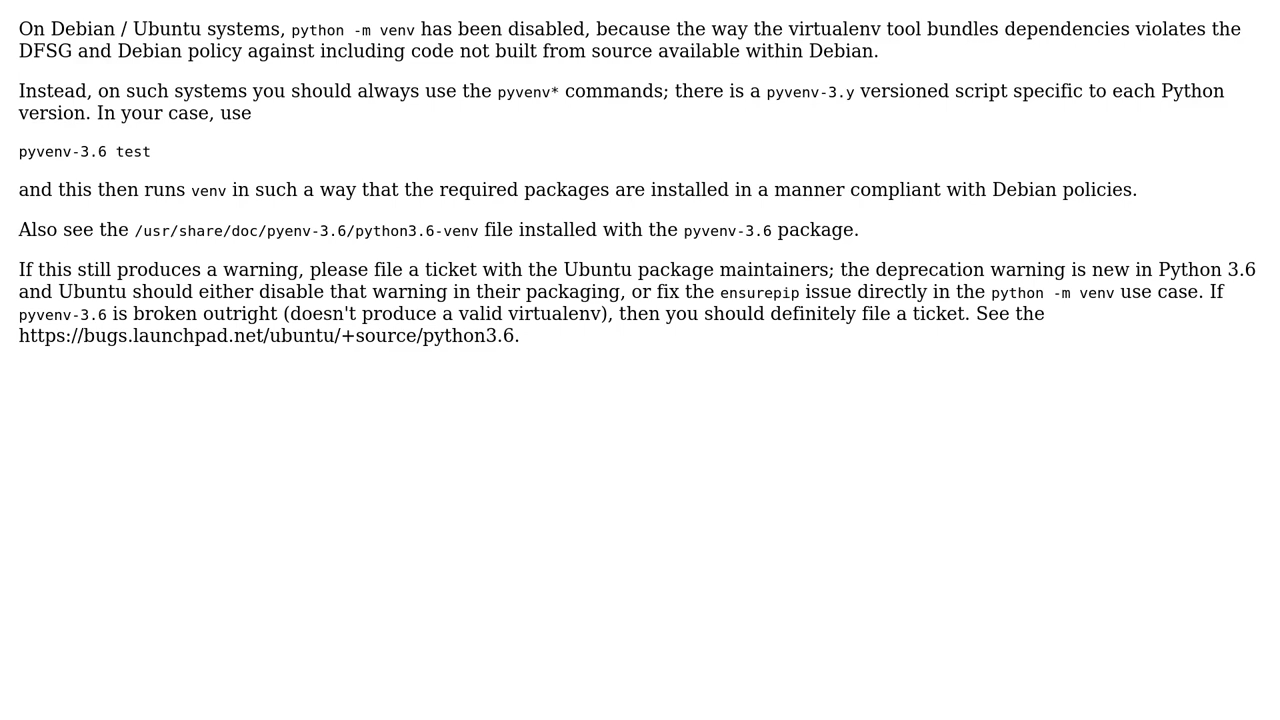 On Debian / Ubuntu systems, python -m venv has been disabled, because the way the virtualenv tool bundles dependencies violates the
DFSG and Debian policy against including code not built from source available within Debian.
Instead, on such systems you should always use the pyvenv* commands; there is a pyvenv-3.y versioned script specific to each Python
version. In your case, use
pyvenv-3.6 test
and this then runs venv in such a way that the required packages are installed in a manner compliant with Debian policies.
Also see the /usr/share/doc/pyenv-3.6/python3.6-venv file installed with the pyvenv-3.6 package.
If this still produces a warning, please file a ticket with the Ubuntu package maintainers; the deprecation warning is new in Python 3.6
and Ubuntu should either disable that warning in their packaging, or fix the ensurepip issue directly in the python -m venv use case. If
pyvenv-3.6 is broken outright (doesn't produce a valid virtualenv), then you should definitely file a ticket. See the
https://bugs.launchpad.net/ubuntu/+source/python3.6.